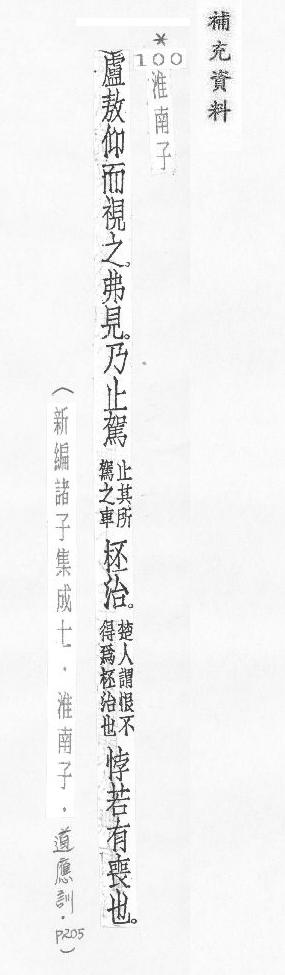 補充資料
*
100
淮南子
盧敖仰而視之。弗見。乃止駕止其所駕之車柸治。楚人謂恨不得爲柸治也悖若有喪也。
(新編諸子集成七．淮南子．道應訓．P205)